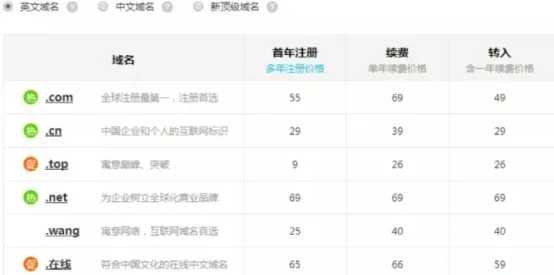 英文域名 ? 中文域名 ? 新顶级域名 ?
域名 首年注册 续费 转入
多年注册价格 单年续费价格 含一年续费价格
热 .com 全球注册量第一，注册首选 55 69 49
热 .cn 中国企业和个人的互联网标识 29 39 29
促 .top 寓意巅峰、突破 9 26 26
热 .net 为企业树立全球化商业品牌 69 69 69
.wang 寓意网络，互联网域名首选 25 40 40
促 .在线 符合中国文化的在线中文域名 65 66 59